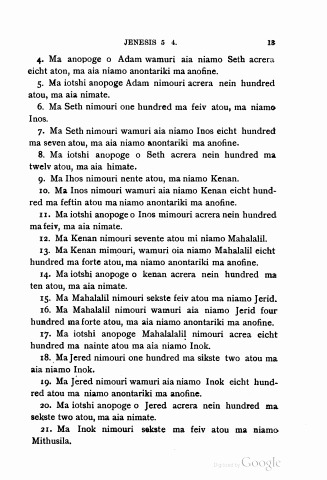 JENESIS 5 4. 13
4. Ma anopoge o Adam wamuri aia niamo Seth acrera
eicht aton, ma aia niamo anontariki ma anofine.
5. Ma iotshi anopoge Adam nimouri acrera nein hundred
atou, ma aia nimate.
6. Ma Seth nimouri one hundred ma feiv atou, ma niamo
Inos.
7. Ma Seth nimouri wamuri aia niamo Inos eicht hundred
ma seven atou, ma aia niamo anontariki ma anofine.
8. Ma iotshi anopoge o Seth acrera nein hundred ma
twelv atou, ma aia himate.
9. Ma Ihos nimouri nente atou, ma niamo Kenan.
10. Ma Inos nimouri wamuri aia niamo Kenan eicht hund-
red ma feftin atou ma niamo anontariki ma anofine.
11. Ma iotshi anopoge o Inos mimouri acrera nein hundred
ma feiv, ma aia nimate.
12. Ma Kenan nimouri sevente atou mi niamo Mahalalil.
13. Ma Kenan mimouri, wamuri oia niamo Mahalalil eicht
hundred ma forte atou, ma niamo anontariki ma anofine.
14. Ma iotshi anopoge o kenan acrera nein hundred ma
ten atou, ma aia nimate.
15. Ma Mahalalil nimouri sekste feiv atou ma niamo Jerid.
16. Ma Mahalalil nimouri wamuri aia niamo Jerid four
hundred ma forte atou, ma aia niamo anontariki ma anofine.
17. Ma iotshi anopoge Mahalalalil nimouri acrea eicht
hundred ma nainte atou ma aia niamo Inok.
18. Ma Jered nimouri one hundred ma sikste two atou ma
aia niamo Inok.
19. Ma Jered nimouri wamuri aia niamo Inok eicht hund-
red atou ma niamo anontariki ma anofine.
20. Ma iotshi anopoge o Jered acrera nein hundred ma
sekste two atou, ma aia nimate.
21. Ma Inok nimouri sekste ma feiv atou ma niamo
Mithusila.
Digitized by Google